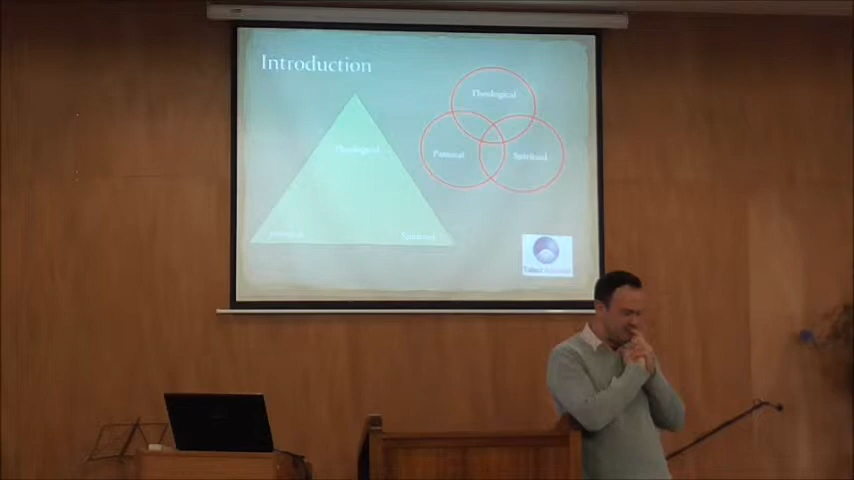 Introduction
Theological
Theological
Pastoral
Spiritual
Spiritual